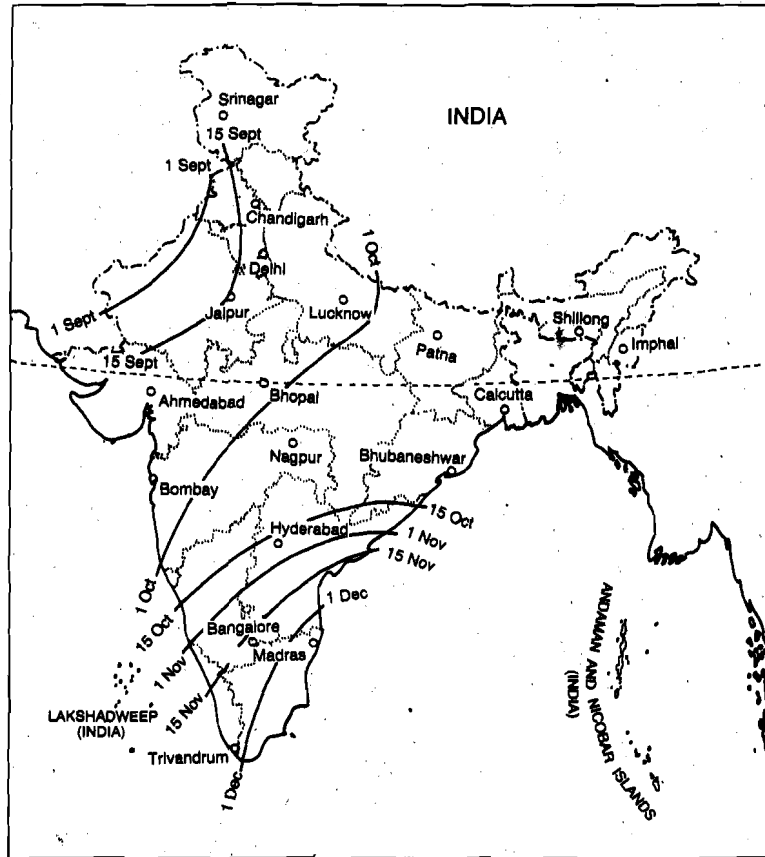 Srinagar
INDIA
15 Sept
1 Sept
Chandigarh
1 Oct
Delhi
1 Sept
Jaipur
Lucknow
Shillong
Imphal
Patna
15 Sept
Ahmedabad
Bhopal
Calcutta
Nagpur
Bhubaneshwar
Bombay
15 Oct
Hyderabad
1 Nov
15 Nov
1 Oct
1 Dec
15 Oct
Bangalore
Madras
1 Nov
15 Nov
LAKSHADWEEP
(INDIA)
ANDAMAN AND NICOBAR ISLANDS
(INDIA)
Trivandrum
1 Dec